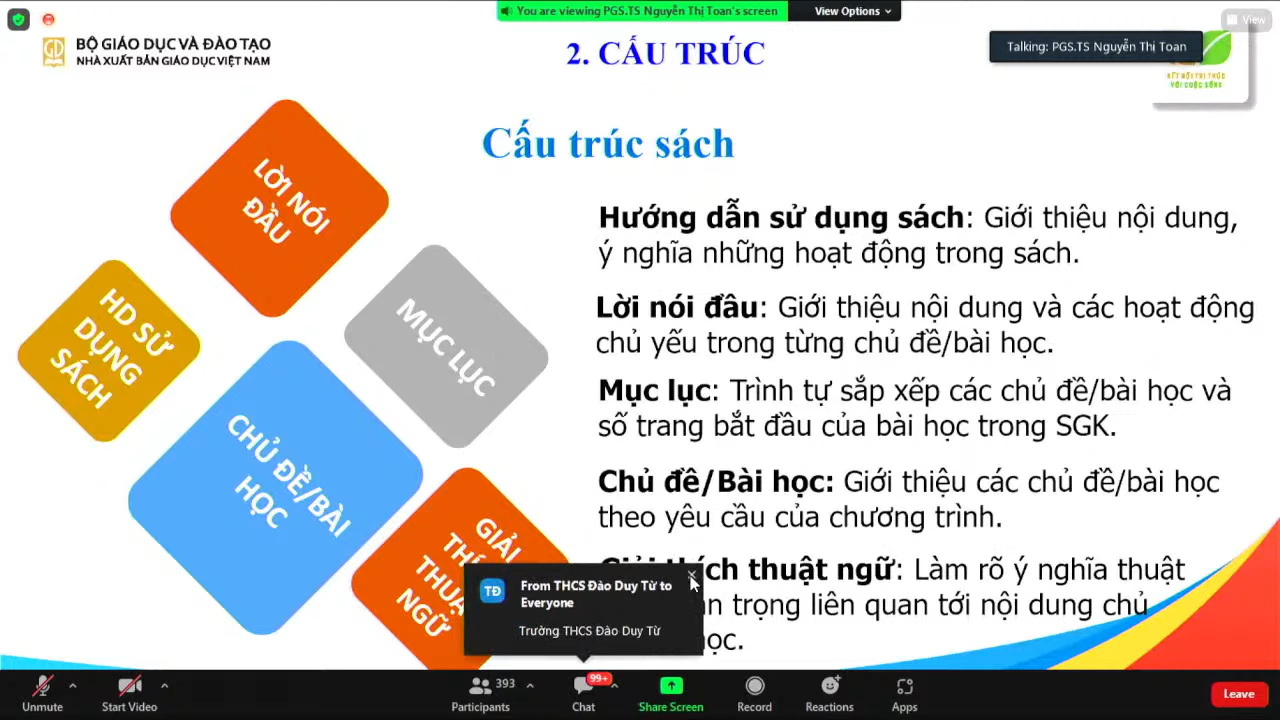 You are viewing PGS.TS Nguyễn Thị Toan's screen
View Options
View
BỘ GIÁO DỤC VÀ ĐÀO TẠO
NHÀ XUẤT BẢN GIÁO DỤC VIỆT NAM
2. CẤU TRÚC
Talking: PGS.TS Nguyễn Thị Toan
KẾT NỐI TRI THỨC
VỚI CUỘC SỐNG
Cấu trúc sách
LỜI NÓI
ĐẦU
HD SỬ
DỤNG
SÁCH
MỤC LỤC
CHỦ ĐỀ/BÀI
HỌC
GIẢI
NGỮ
Hướng dẫn sử dụng sách: Giới thiệu nội dung,
ý nghĩa những hoạt động trong sách.
Lời nói đầu: Giới thiệu nội dung và các hoạt động
chủ yếu trong từng chủ đề/bài học.
Mục lục: Trình tự sắp xếp các chủ đề/bài học và
số trang bắt đầu của bài học trong SGK.
Chủ đề/Bài học: Giới thiệu các chủ đề/bài học
theo yêu cầu của chương trình.
thuật ngữ: Làm rõ ý nghĩa thuật
trọng liên quan tới nội dung chủ
TĐ
From THCS Đào Duy Từ to
Everyone
Trường THCS Đào Duy Từ
Unmute
Start Video
393
Participants
99+
Chat
Share Screen
Record
Reactions
Apps
Leave